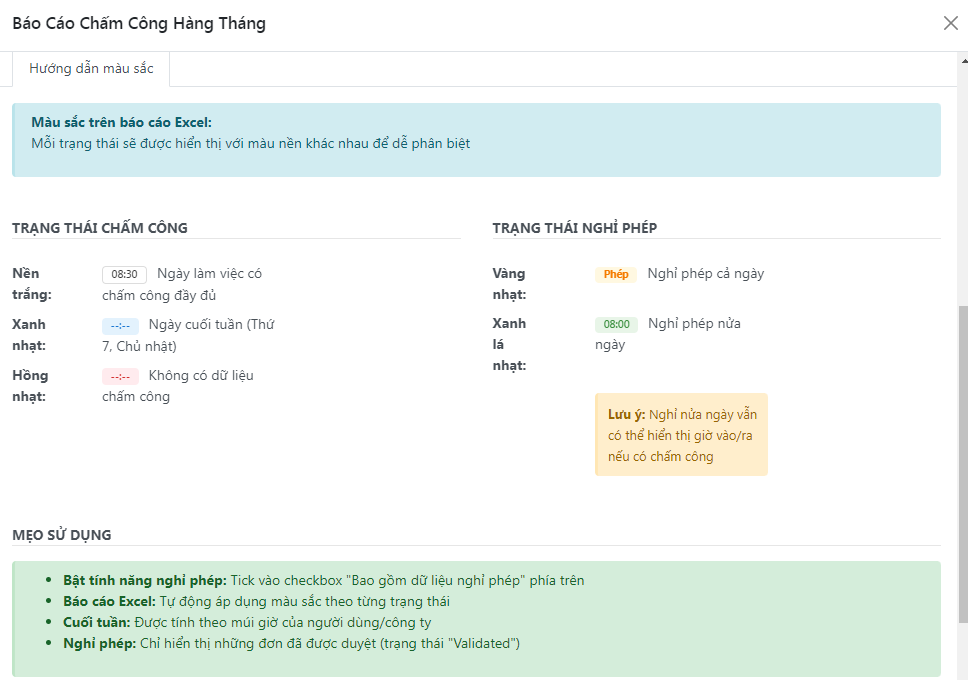 Báo Cáo Chấm Công Hàng Tháng
Hướng dẫn màu sắc
Màu sắc trên báo cáo Excel:
Mỗi trạng thái sẽ được hiển thị với màu nền khác nhau để dễ phân biệt
TRẠNG THÁI CHẤM CÔNG
Nền trắng:
08:30 Ngày làm việc có
chấm công đầy đủ
Xanh nhạt:
--:-- Ngày cuối tuần (Thứ
7, Chủ nhật)
Hồng nhạt:
--:-- Không có dữ liệu
chấm công
TRẠNG THÁI NGHỈ PHÉP
Vàng nhạt:
Phép Nghỉ phép cả ngày
Xanh lá nhạt:
08:00 Nghỉ phép nửa
ngày
Lưu ý: Nghỉ nửa ngày vẫn
có thể hiển thị giờ vào/ra
nếu có chấm công
MẸO SỬ DỤNG
• Bật tính năng nghỉ phép: Tick vào checkbox "Bao gồm dữ liệu nghỉ phép" phía trên
• Báo cáo Excel: Tự động áp dụng màu sắc theo từng trạng thái
• Cuối tuần: Được tính theo múi giờ của người dùng/công ty
• Nghỉ phép: Chỉ hiển thị những đơn đã được duyệt (trạng thái "Validated")